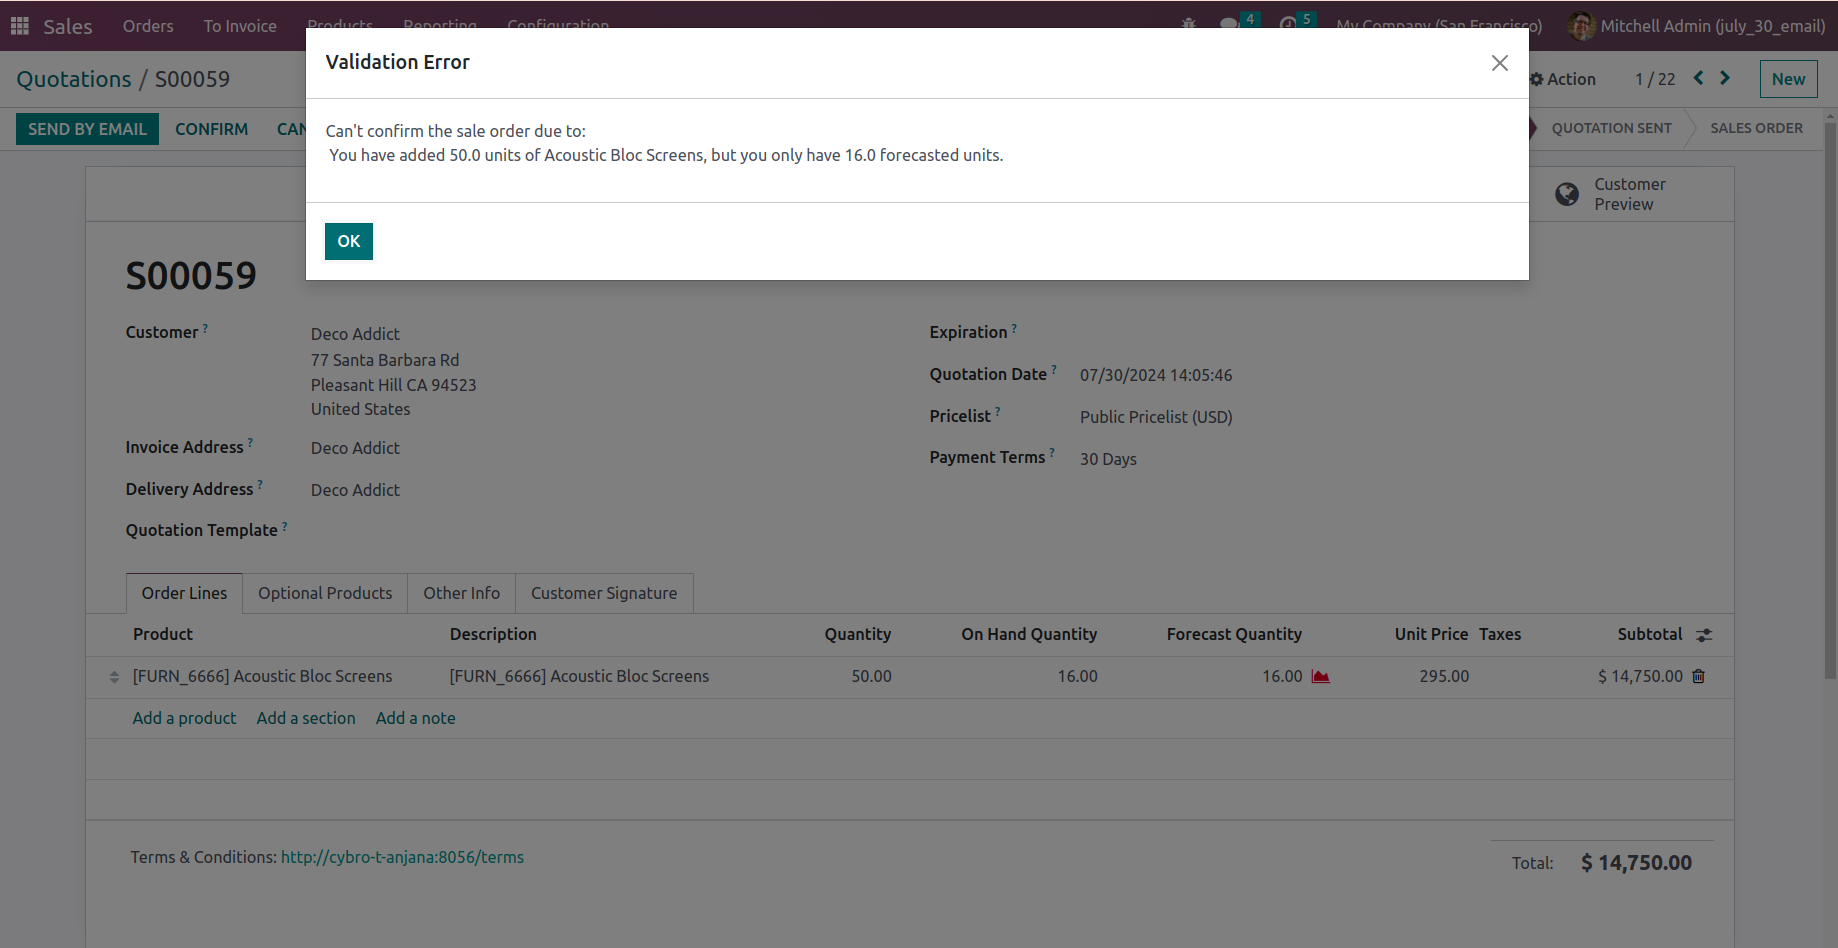 Sales Orders To Invoice Products Reporting Configuration 4 5 My Company (San Francisco) Mitchell Admin (july_30_email)
Quotations / S00059
Action 1 / 22 New
SEND BY EMAIL CONFIRM CAN
QUOTATION SENT SALES ORDER
Validation Error
Can't confirm the sale order due to:
You have added 50.0 units of Acoustic Bloc Screens, but you only have 16.0 forecasted units.
OK
Customer
Preview
S00059
Customer ? Deco Addict
77 Santa Barbara Rd
Pleasant Hill CA 94523
United States
Invoice Address ? Deco Addict
Delivery Address ? Deco Addict
Quotation Template ?
Expiration ?
Quotation Date ? 07/30/2024 14:05:46
Pricelist ? Public Pricelist (USD)
Payment Terms ? 30 Days
Order Lines Optional Products Other Info Customer Signature
Product Description Quantity On Hand Quantity Forecast Quantity Unit Price Taxes Subtotal
[FURN_6666] Acoustic Bloc Screens [FURN_6666] Acoustic Bloc Screens 50.00 16.00 16.00 295.00 $ 14,750.00
Add a product Add a section Add a note
Terms & Conditions: http://cybro-t-anjana:8056/terms
Total: $ 14,750.00